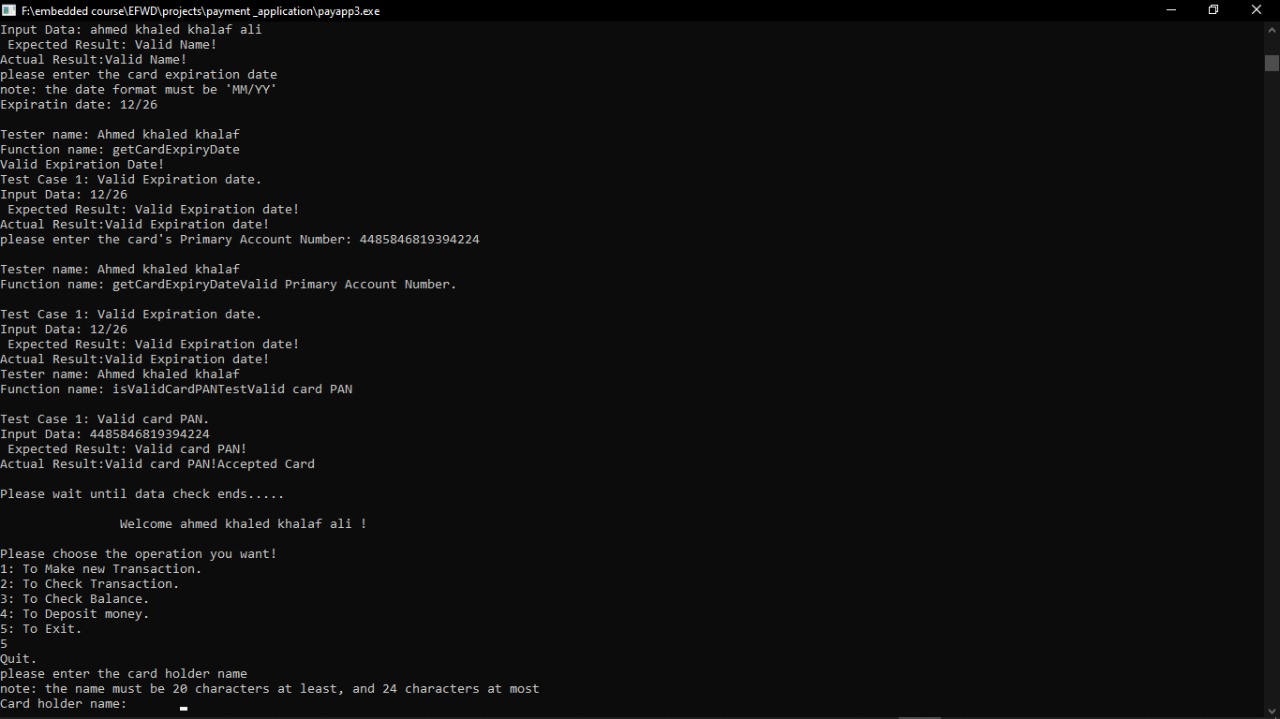 F:\embedded course\EFWD\projects\payment _application\payapp3.exe
Input Data: ahmed khaled khalaf ali
Expected Result: Valid Name!
Actual Result:Valid Name!
please enter the card expiration date
note: the date format must be 'MM/YY'
Expiratin date: 12/26
Tester name: Ahmed khaled khalaf
Function name: getCardExpiryDate
Valid Expiration Date!
Test Case 1: Valid Expiration date.
Input Data: 12/26
Expected Result: Valid Expiration date!
Actual Result:Valid Expiration date!
please enter the card's Primary Account Number: 4485846819394224
Tester name: Ahmed khaled khalaf
Function name: getCardExpiryDateValid Primary Account Number.
Test Case 1: Valid Expiration date.
Input Data: 12/26
Expected Result: Valid Expiration date!
Actual Result:Valid Expiration date!
Tester name: Ahmed khaled khalaf
Function name: isValidCardPANTestValid card PAN
Test Case 1: Valid card PAN.
Input Data: 4485846819394224
Expected Result: Valid card PAN!
Actual Result:Valid card PAN!Accepted Card
Please wait until data check ends.....
Welcome ahmed khaled khalaf ali !
Please choose the operation you want!
1: To Make new Transaction.
2: To Check Transaction.
3: To Check Balance.
4: To Deposit money.
5: To Exit.
5
Quit.
please enter the card holder name
note: the name must be 20 characters at least, and 24 characters at most
Card holder name: